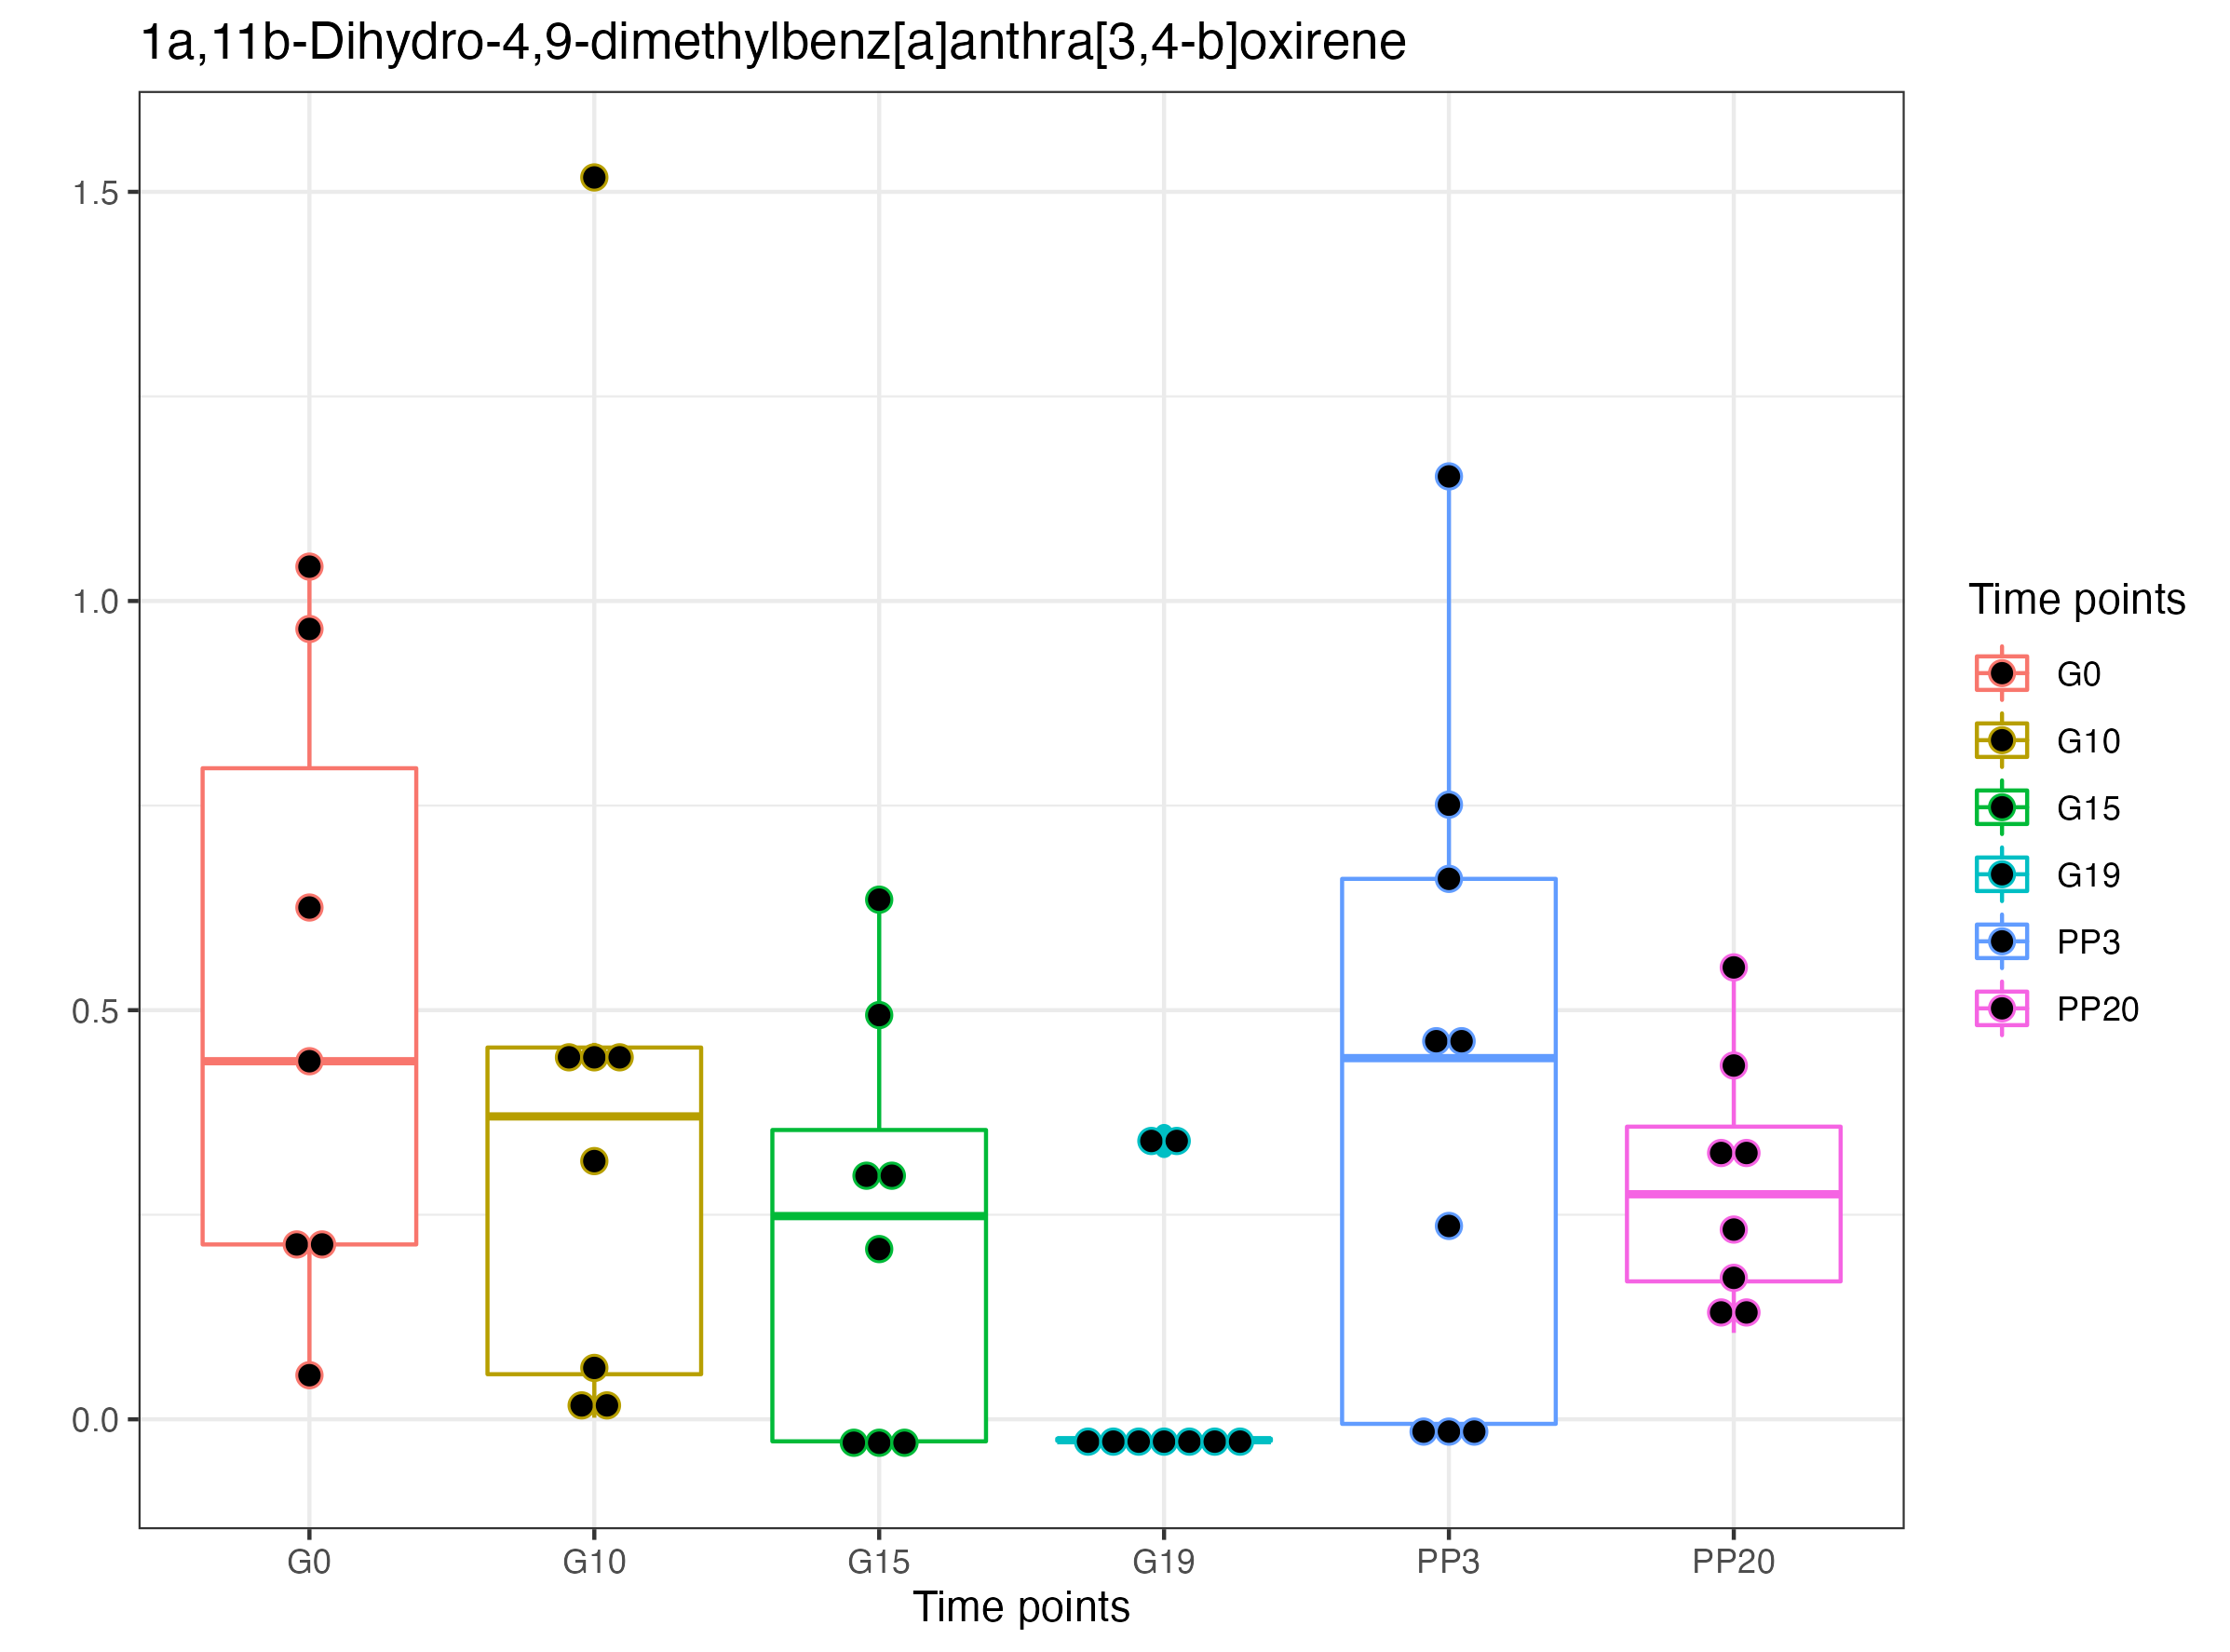 1a,11b-Dihydro-4,9-dimethylbenz[a]anthra[3,4-b]oxirene
1.5
1.0
0.5
0.0
G0
G10
G15
G19
PP3
PP20
Time points
Time points
G0
G10
G15
G19
PP3
PP20